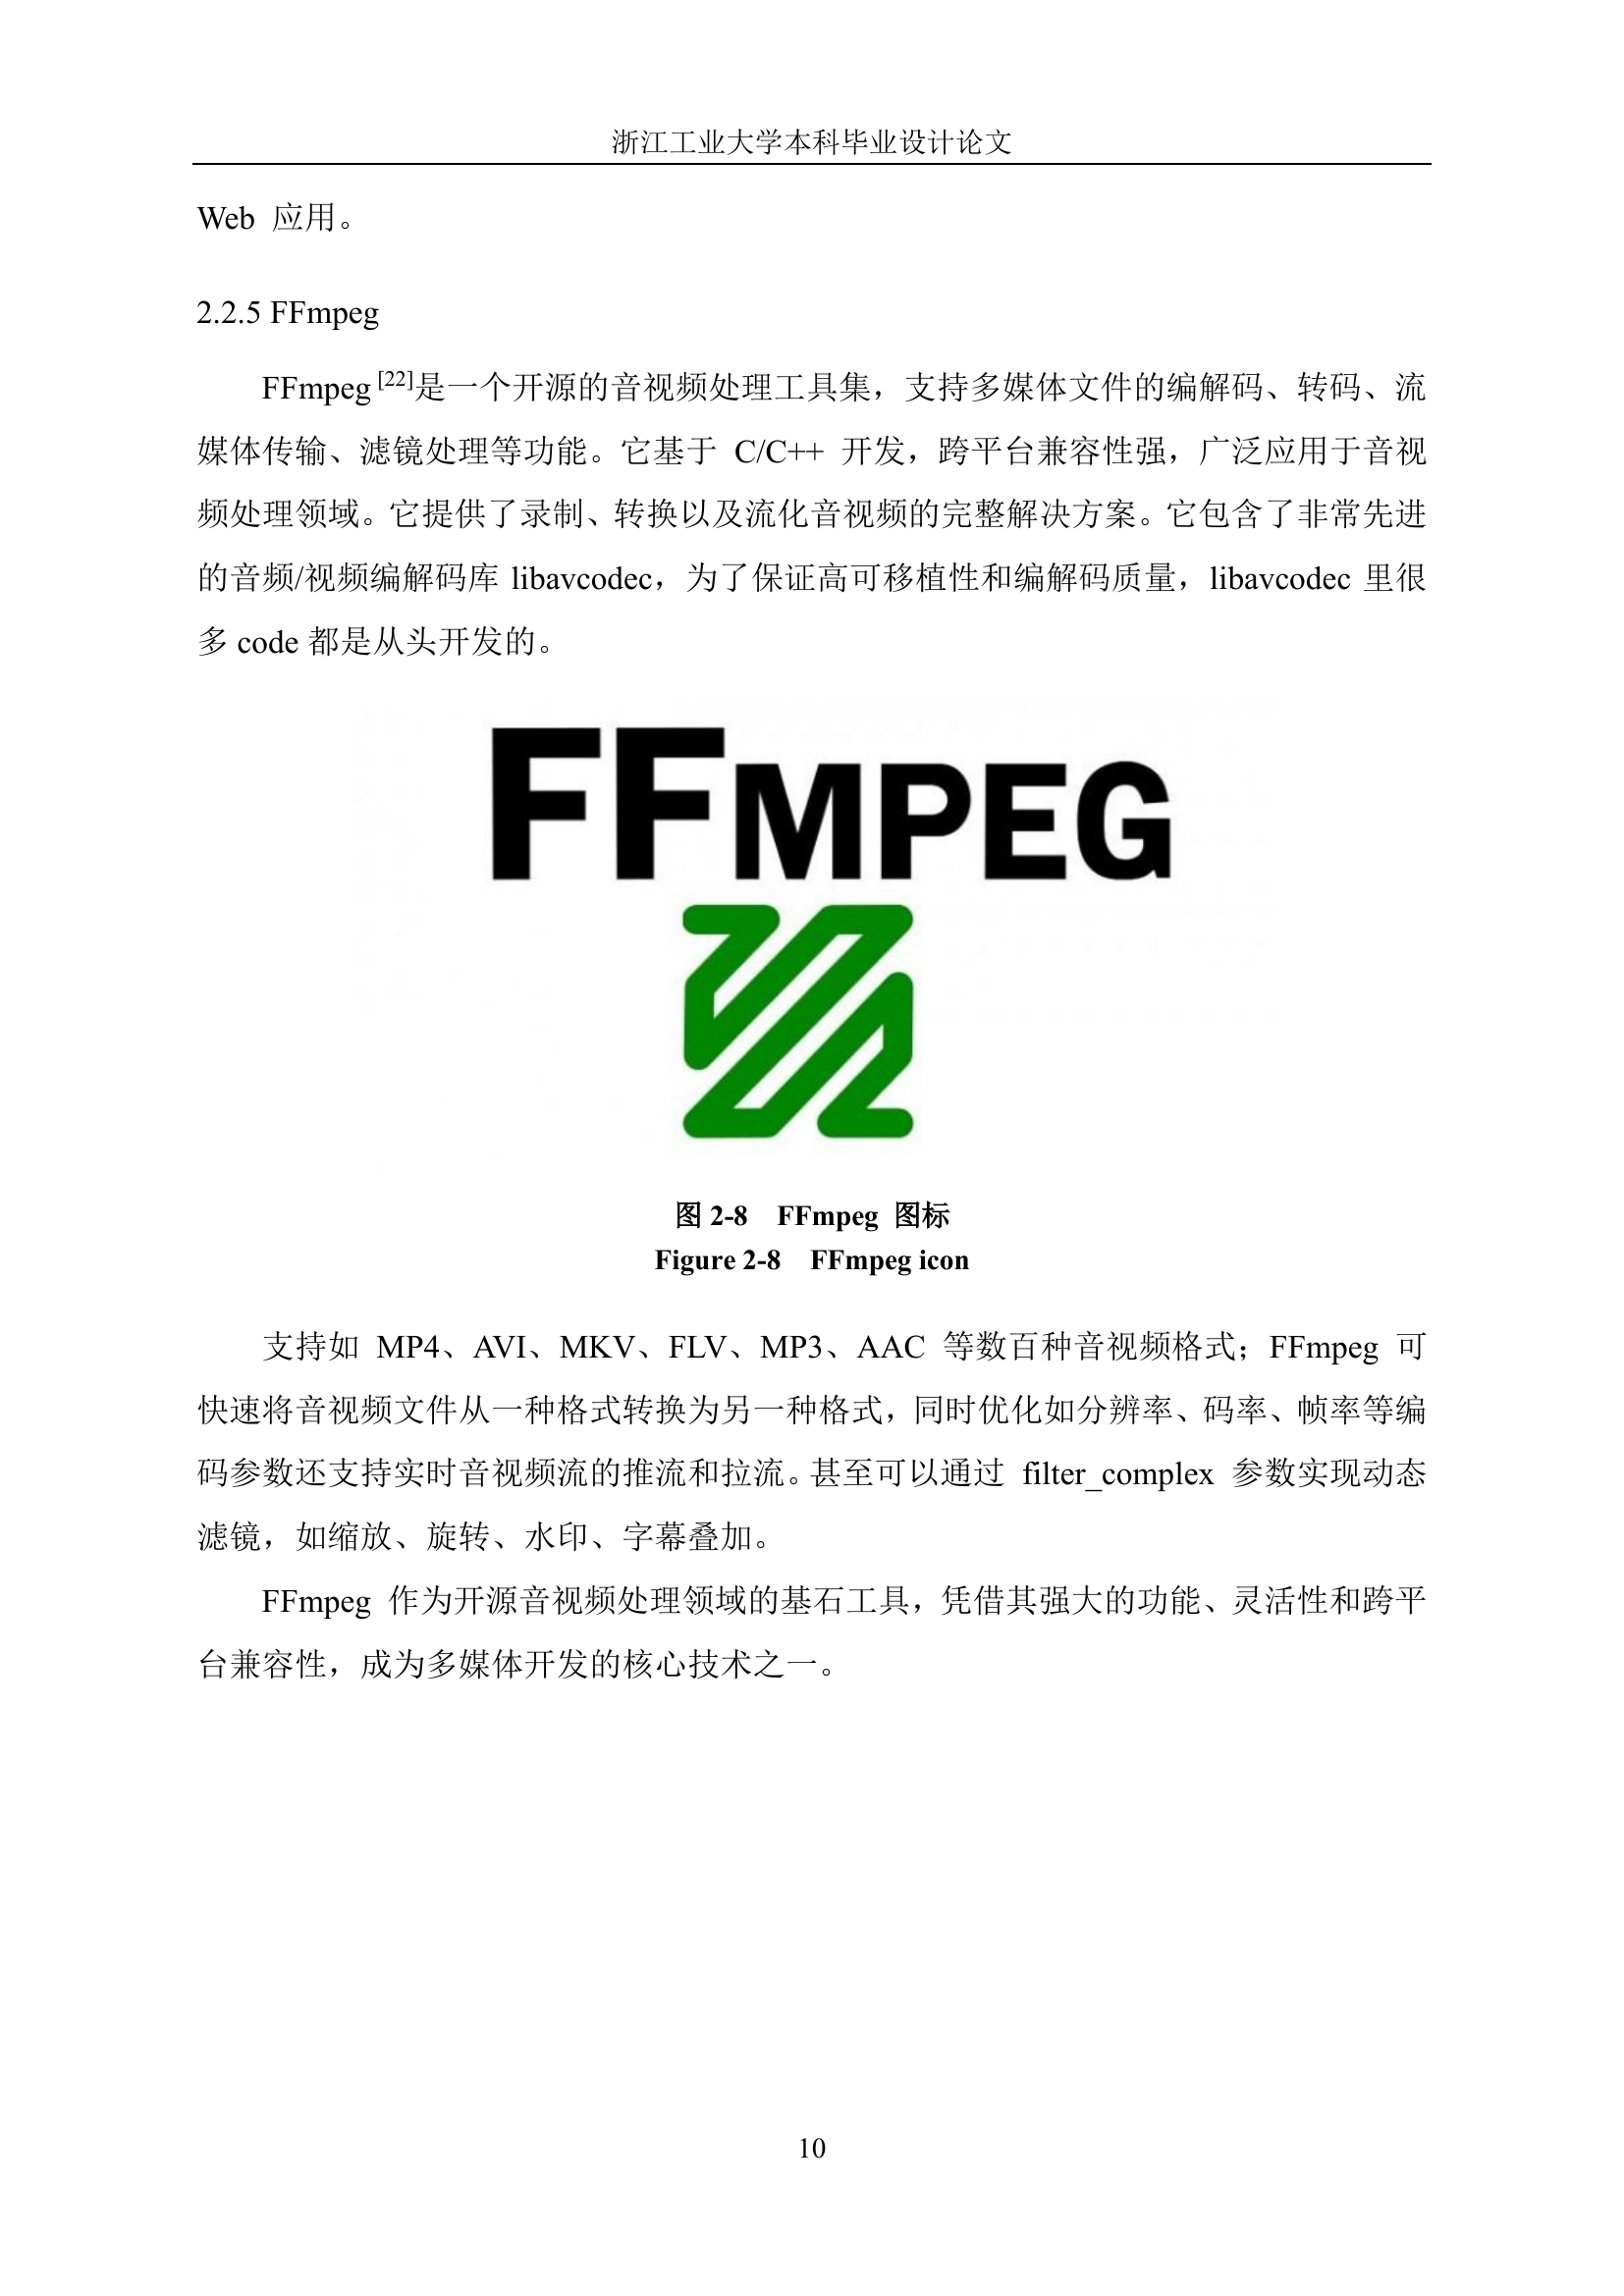 浙江工业大学本科毕业设计论文
Web 应用。
2.2.5 FFmpeg
FFmpeg [22]是一个开源的音视频处理工具集，支持多媒体文件的编解码、转码、流
媒体传输、滤镜处理等功能。它基于 C/C++ 开发，跨平台兼容性强，广泛应用于音视
频处理领域。它提供了录制、转换以及流化音视频的完整解决方案。它包含了非常先进
的音频/视频编解码库 libavcodec，为了保证高可移植性和编解码质量，libavcodec 里很
多 code 都是从头开发的。
FFMPEG
图 2-8 FFmpeg 图标
Figure 2-8 FFmpeg icon
支持如 MP4、AVI、MKV、FLV、MP3、AAC 等数百种音视频格式；FFmpeg 可
快速将音视频文件从一种格式转换为另一种格式，同时优化如分辨率、码率、帧率等编
码参数还支持实时音视频流的推流和拉流。甚至可以通过 filter_complex 参数实现动态
滤镜，如缩放、旋转、水印、字幕叠加。
FFmpeg 作为开源音视频处理领域的基石工具，凭借其强大的功能、灵活性和跨平
台兼容性，成为多媒体开发的核心技术之一。
10